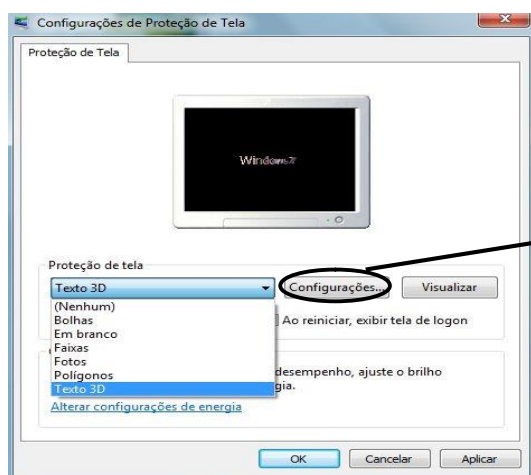 Configurações de Proteção de Tela
Proteção de Tela
Windows 7
Proteção de tela
Texto 3D
Configurações...
Visualizar
(Nenhum)
Bolhas
Em branco
Faixas
Fotos
Polígonos
Texto 3D
Ao reiniciar, exibir tela de logon
desempenho, ajuste o brilho
gia.
Alterar configurações de energia
OK
Cancelar
Aplicar